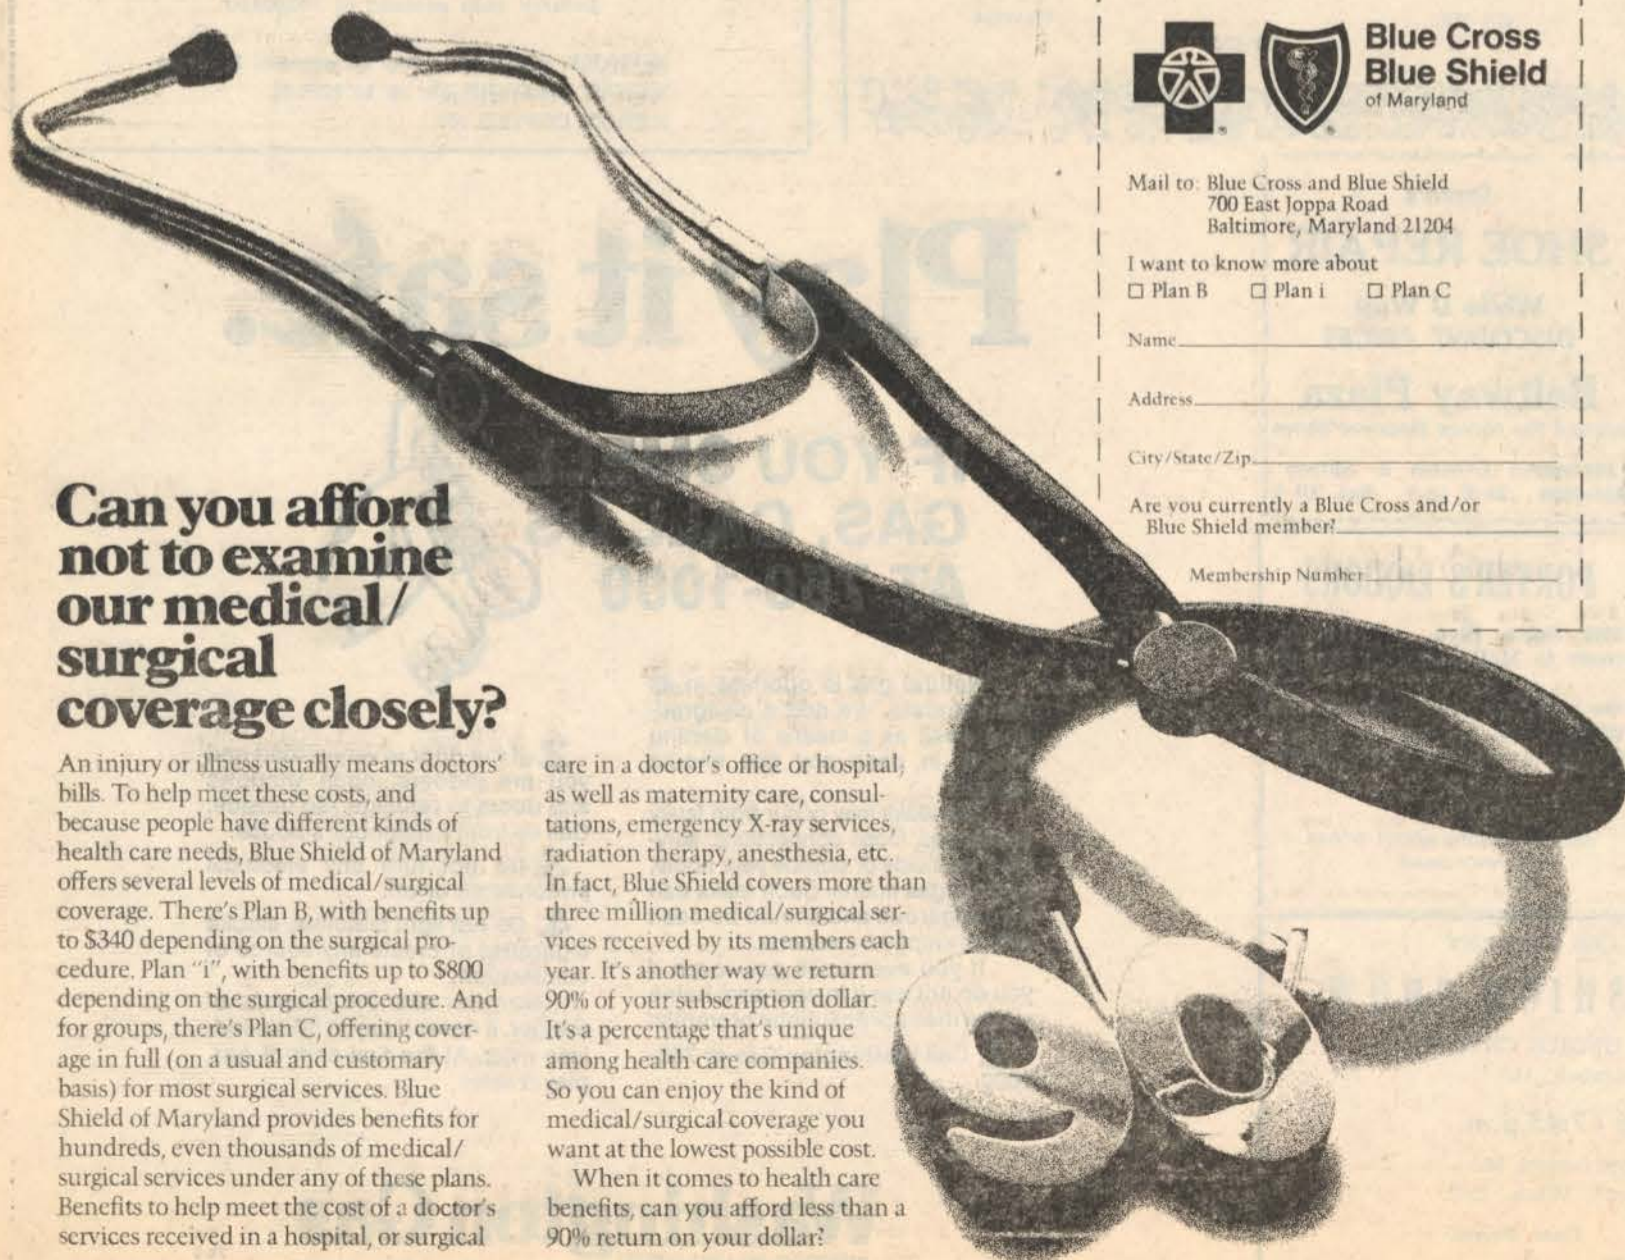 Blue Cross
Blue Shield
of Maryland
Mail to: Blue Cross and Blue Shield
700 East Joppa Road
Baltimore, Maryland 21204
I want to know more about
☐ Plan B ☐ Plan i ☐ Plan C
Name
Address
City/State/Zip
Are you currently a Blue Cross and/or
Blue Shield member?
Membership Number
Can you afford
not to examine
our medical/
surgical
coverage closely?
An injury or illness usually means doctors'
bills. To help meet these costs, and
because people have different kinds of
health care needs, Blue Shield of Maryland
offers several levels of medical/surgical
coverage. There's Plan B, with benefits up
to $340 depending on the surgical pro-
cedure. Plan "i", with benefits up to $800
depending on the surgical procedure. And
for groups, there's Plan C, offering cover-
age in full (on a usual and customary
basis) for most surgical services. Blue
Shield of Maryland provides benefits for
hundreds, even thousands of medical/
surgical services under any of these plans.
Benefits to help meet the cost of a doctor's
services received in a hospital, or surgical
care in a doctor's office or hospital,
as well as maternity care, consul-
tations, emergency X-ray services,
radiation therapy, anesthesia, etc.
In fact, Blue Shield covers more than
three million medical/surgical ser-
vices received by its members each
year. It's another way we return
90% of your subscription dollar.
It's a percentage that's unique
among health care companies.
So you can enjoy the kind of
medical/surgical coverage you
want at the lowest possible cost.
When it comes to health care
benefits, can you afford less than a
90% return on your dollar?